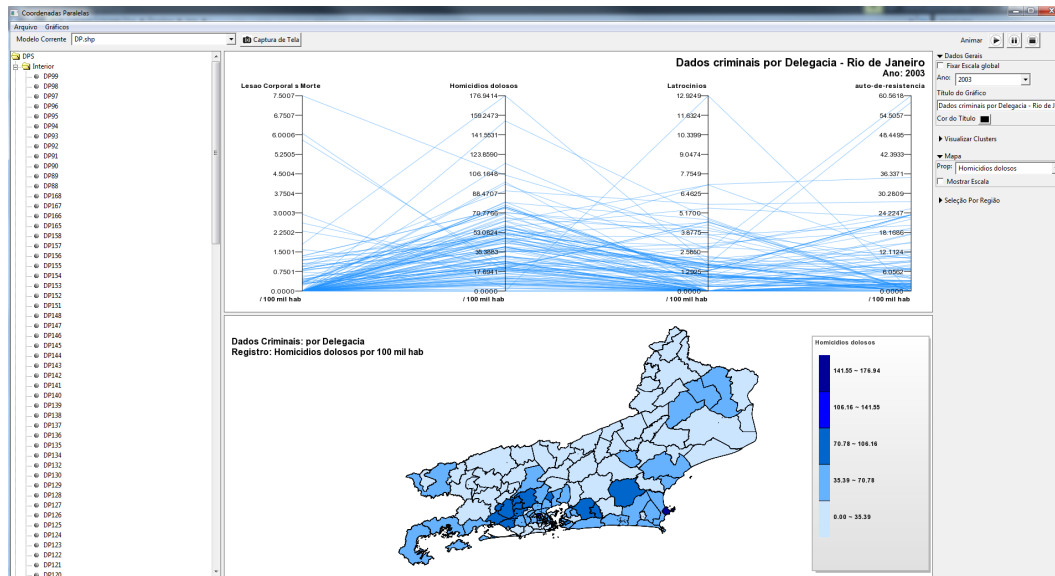 Coordenadas Paralelas
Arquivo Gráficos
Modelo Corrente DP.shp Captura de Tela Animar
DPS
Interior
DP99
DP98
DP97
DP96
DP95
DP94
DP93
DP92
DP91
DP90
DP89
DP88
DP168
DP167
DP166
DP165
DP158
DP157
DP156
DP155
DP154
DP153
DP152
DP151
DP148
DP147
DP146
DP145
DP144
DP143
DP142
DP141
DP140
DP139
DP138
DP137
DP136
DP135
DP134
DP132
DP130
DP129
DP128
DP127
DP126
DP125
DP124
DP123
DP122
DP121
DP120
Dados criminais por Delegacia - Rio de Janeiro
Ano: 2003
Lesao Corporal s Morte
7.5007
6.7507
6.0006
5.2505
4.5004
3.7504
3.0003
2.2502
1.5001
0.7501
0.0000
/ 100 mil hab
Homicidios dolosos
176.9414
159.2473
141.5531
123.8590
106.1648
88.4707
70.7766
53.0824
35.3883
17.6941
0.0000
/ 100 mil hab
Latrocinios
12.9249
11.6324
10.3399
9.0474
7.7549
6.4625
5.1700
3.8775
2.5850
1.2925
0.0000
/ 100 mil hab
auto-de-resistencia
60.5618
54.5057
48.4495
42.3933
36.3371
30.2809
24.2247
18.1686
12.1124
6.0562
0.0000
/ 100 mil hab
Dados Criminais: por Delegacia
Registro: Homicidios dolosos por 100 mil hab
Homicidios dolosos
141.55 ~ 176.94
106.16 ~ 141.55
70.78 ~ 106.16
35.39 ~ 70.78
0.00 ~ 35.39
Dados Gerais
Fixar Escala global
Ano: 2003
Título do Gráfico
Dados criminais por Delegacia - Rio de J
Cor do Título
Visualizar Clusters
Mapa
Prop: Homicidios dolosos
Mostrar Escala
Seleção Por Região